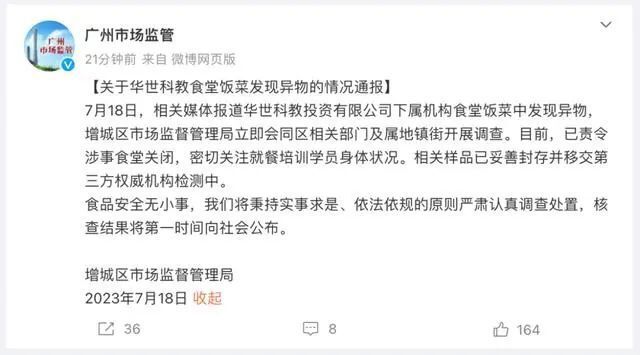 广州
市场监管
广州市场监管
21分钟前 来自 微博网页版
【关于华世科教食堂饭菜发现异物的情况通报】
7月18日，相关媒体报道华世科教投资有限公司下属机构食堂饭菜中发现异物，
增城区市场监督管理局立即会同区相关部门及属地镇街开展调查。目前，已责令
涉事食堂关闭，密切关注就餐培训学员身体状况。相关样品已妥善封存并移交第
三方权威机构检测中。
食品安全无小事，我们将秉持实事求是、依法依规的原则严肃认真调查处置，核
查结果将第一时间向社会公布。
增城区市场监督管理局
2023年7月18日 收起
36 8 164